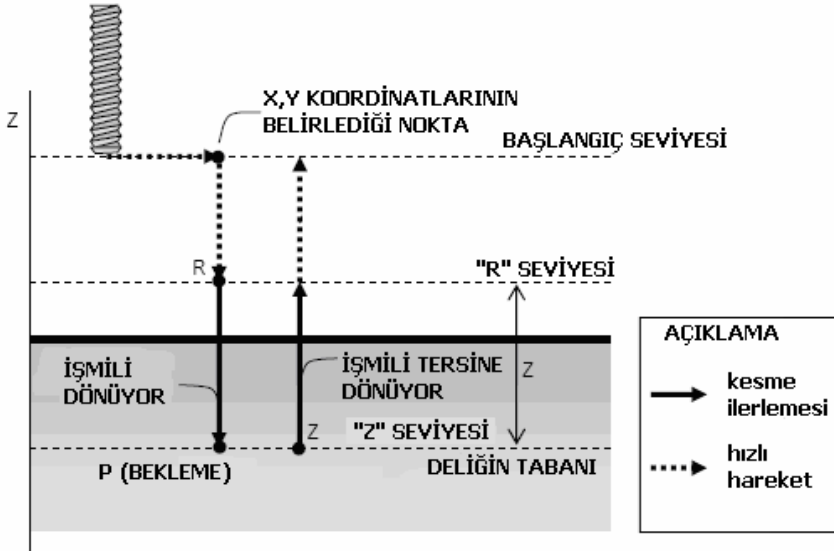 Z
X,Y KOORDİNATLARININ
BELİRLEDİĞİ NOKTA
BAŞLANGIÇ SEVİYESİ
R
"R" SEVİYESİ
İŞMİLİ
DÖNÜYOR
İŞMİLİ TERSİNE
DÖNÜYOR
Z
Z
"Z" SEVİYESİ
P (BEKLEME)
DELİĞİN TABANI
AÇIKLAMA
kesme
ilerlemesi
hızlı
hareket